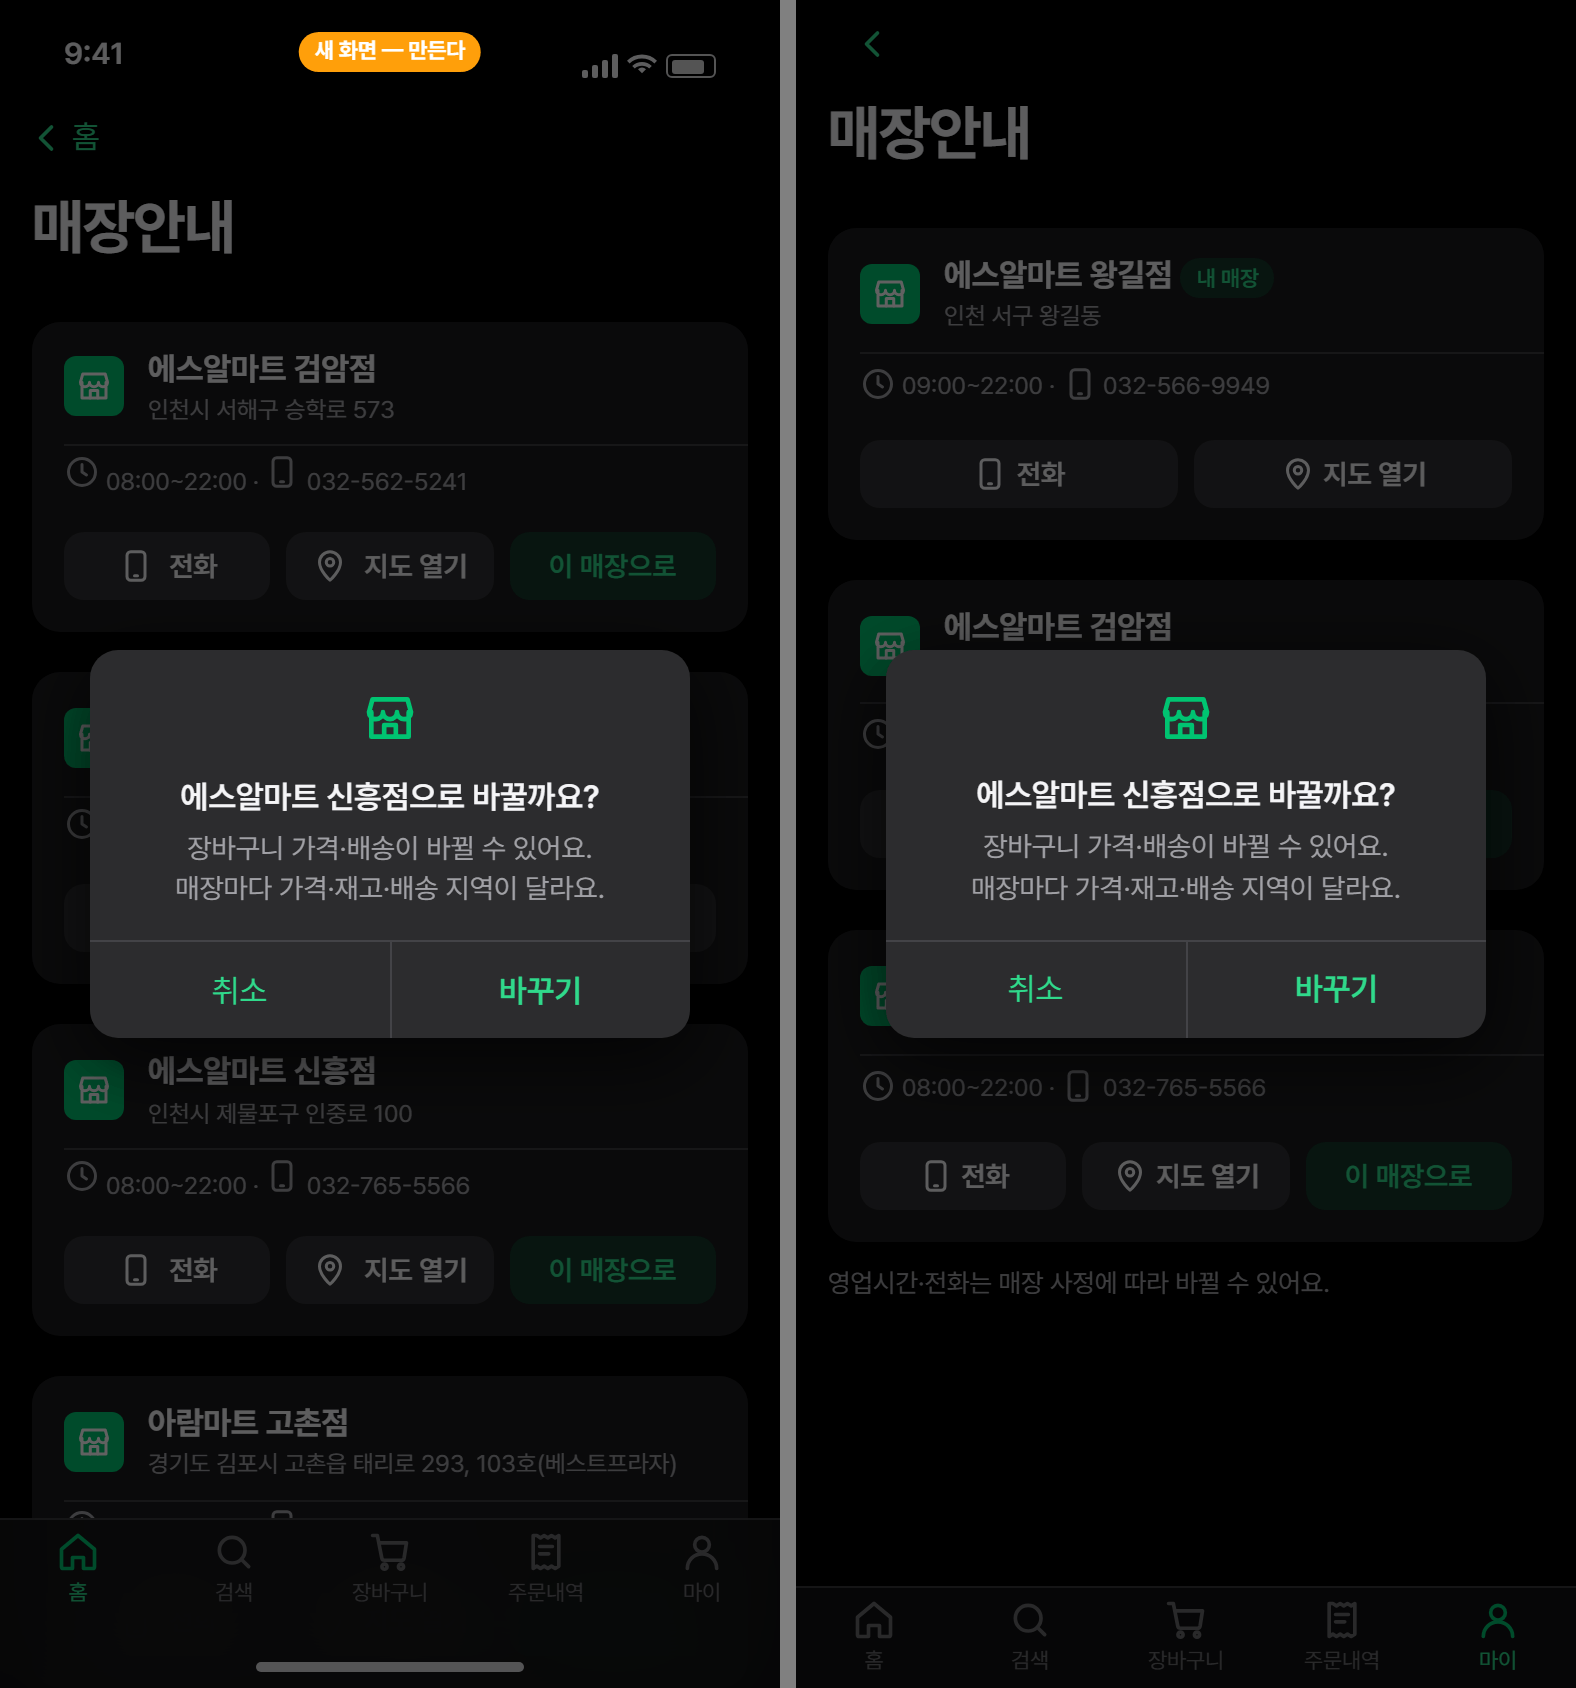 9:41
새 화면 — 만든다
홈
매장안내
에스알마트 검암점
인천시 서해구 승학로 573
08:00~22:00 · 032-562-5241
전화
지도 열기
이 매장으로
에스알마트 신흥점으로 바꿀까요?
장바구니 가격·배송이 바뀔 수 있어요.
매장마다 가격·재고·배송 지역이 달라요.
취소
바꾸기
에스알마트 신흥점
인천시 제물포구 인중로 100
08:00~22:00 · 032-765-5566
전화
지도 열기
이 매장으로
아람마트 고촌점
경기도 김포시 고촌읍 태리로 293, 103호(베스트프라자)
홈
검색
장바구니
주문내역
마이
매장안내
에스알마트 왕길점 내 매장
인천 서구 왕길동
09:00~22:00 · 032-566-9949
전화
지도 열기
에스알마트 검암점
에스알마트 신흥점으로 바꿀까요?
장바구니 가격·배송이 바뀔 수 있어요.
매장마다 가격·재고·배송 지역이 달라요.
취소
바꾸기
08:00~22:00 · 032-765-5566
전화
지도 열기
이 매장으로
영업시간·전화는 매장 사정에 따라 바뀔 수 있어요.
홈
검색
장바구니
주문내역
마이